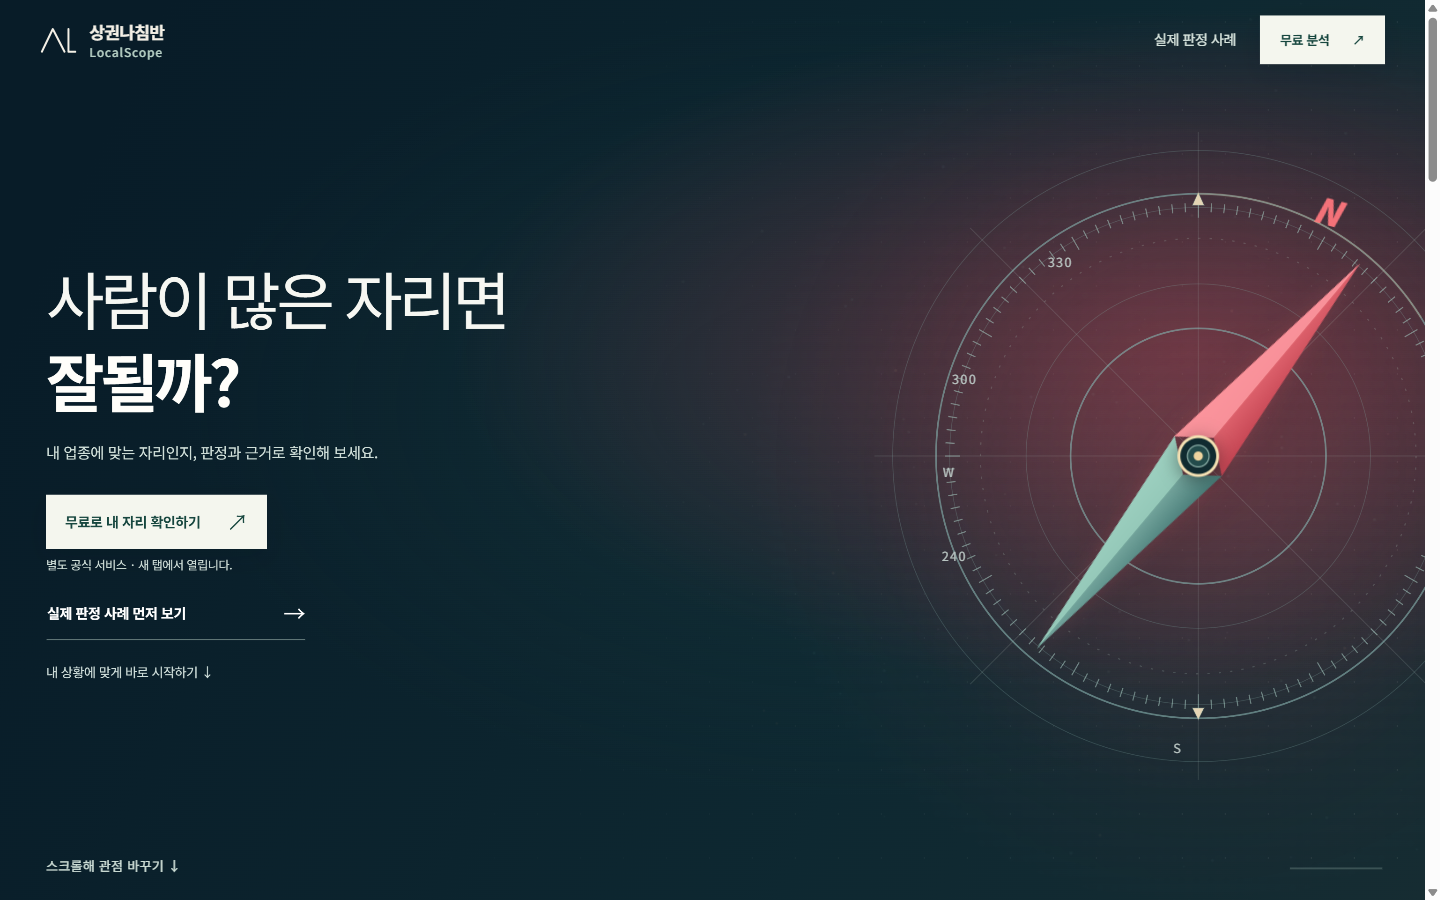 상권나침반
LocalScope
실제 판정 사례
무료 분석 ↗
N
330
300
W
240
S
사람이 많은 자리면
잘될까?
내 업종에 맞는 자리인지, 판정과 근거로 확인해 보세요.
무료로 내 자리 확인하기 ↗
별도 공식 서비스 · 새 탭에서 열립니다.
실제 판정 사례 먼저 보기 →
내 상황에 맞게 바로 시작하기 ↓
스크롤해 관점 바꾸기 ↓